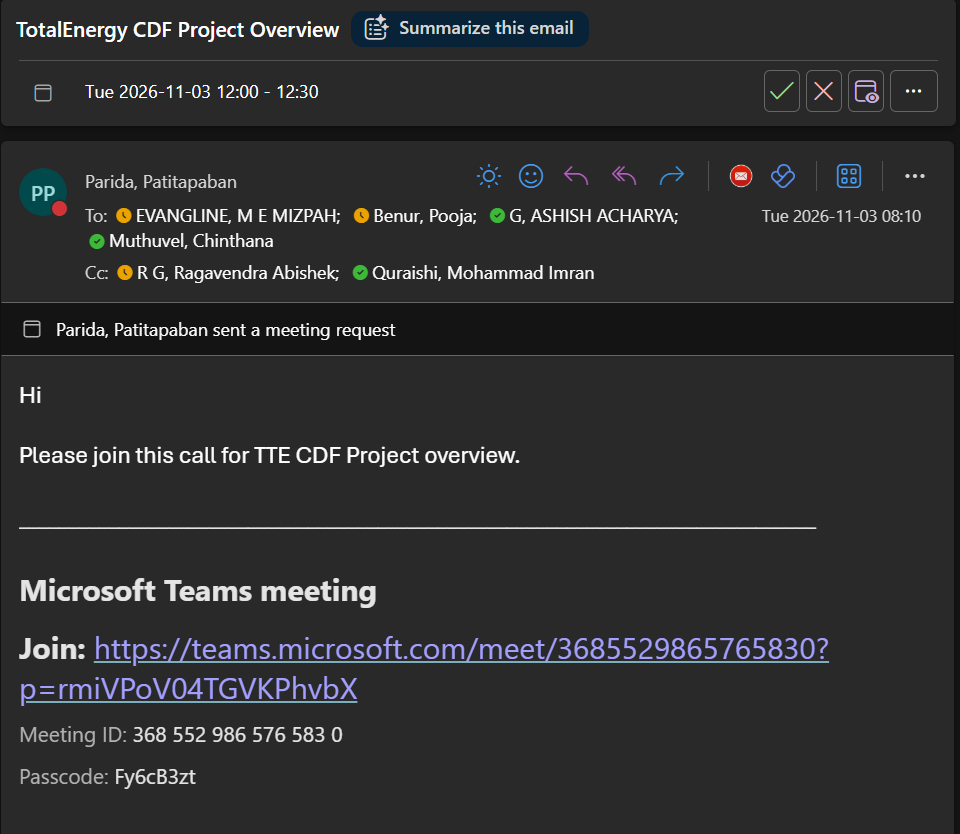 TotalEnergy CDF Project Overview Summarize this email
Tue 2026-11-03 12:00 - 12:30
PP
Parida, Patitapaban
To: EVANGLINE, M E MIZPAH; Benur, Pooja; G, ASHISH ACHARYA;
Tue 2026-11-03 08:10
Muthuvel, Chinthana
Cc: R G, Ragavendra Abishek; Quraishi, Mohammad Imran
Parida, Patitapaban sent a meeting request
Hi
Please join this call for TTE CDF Project overview.
Microsoft Teams meeting
Join: https://teams.microsoft.com/meet/3685529865765830?
p=rmiVPoV04TGVKPhvbX
Meeting ID: 368 552 986 576 583 0
Passcode: Fy6cB3zt